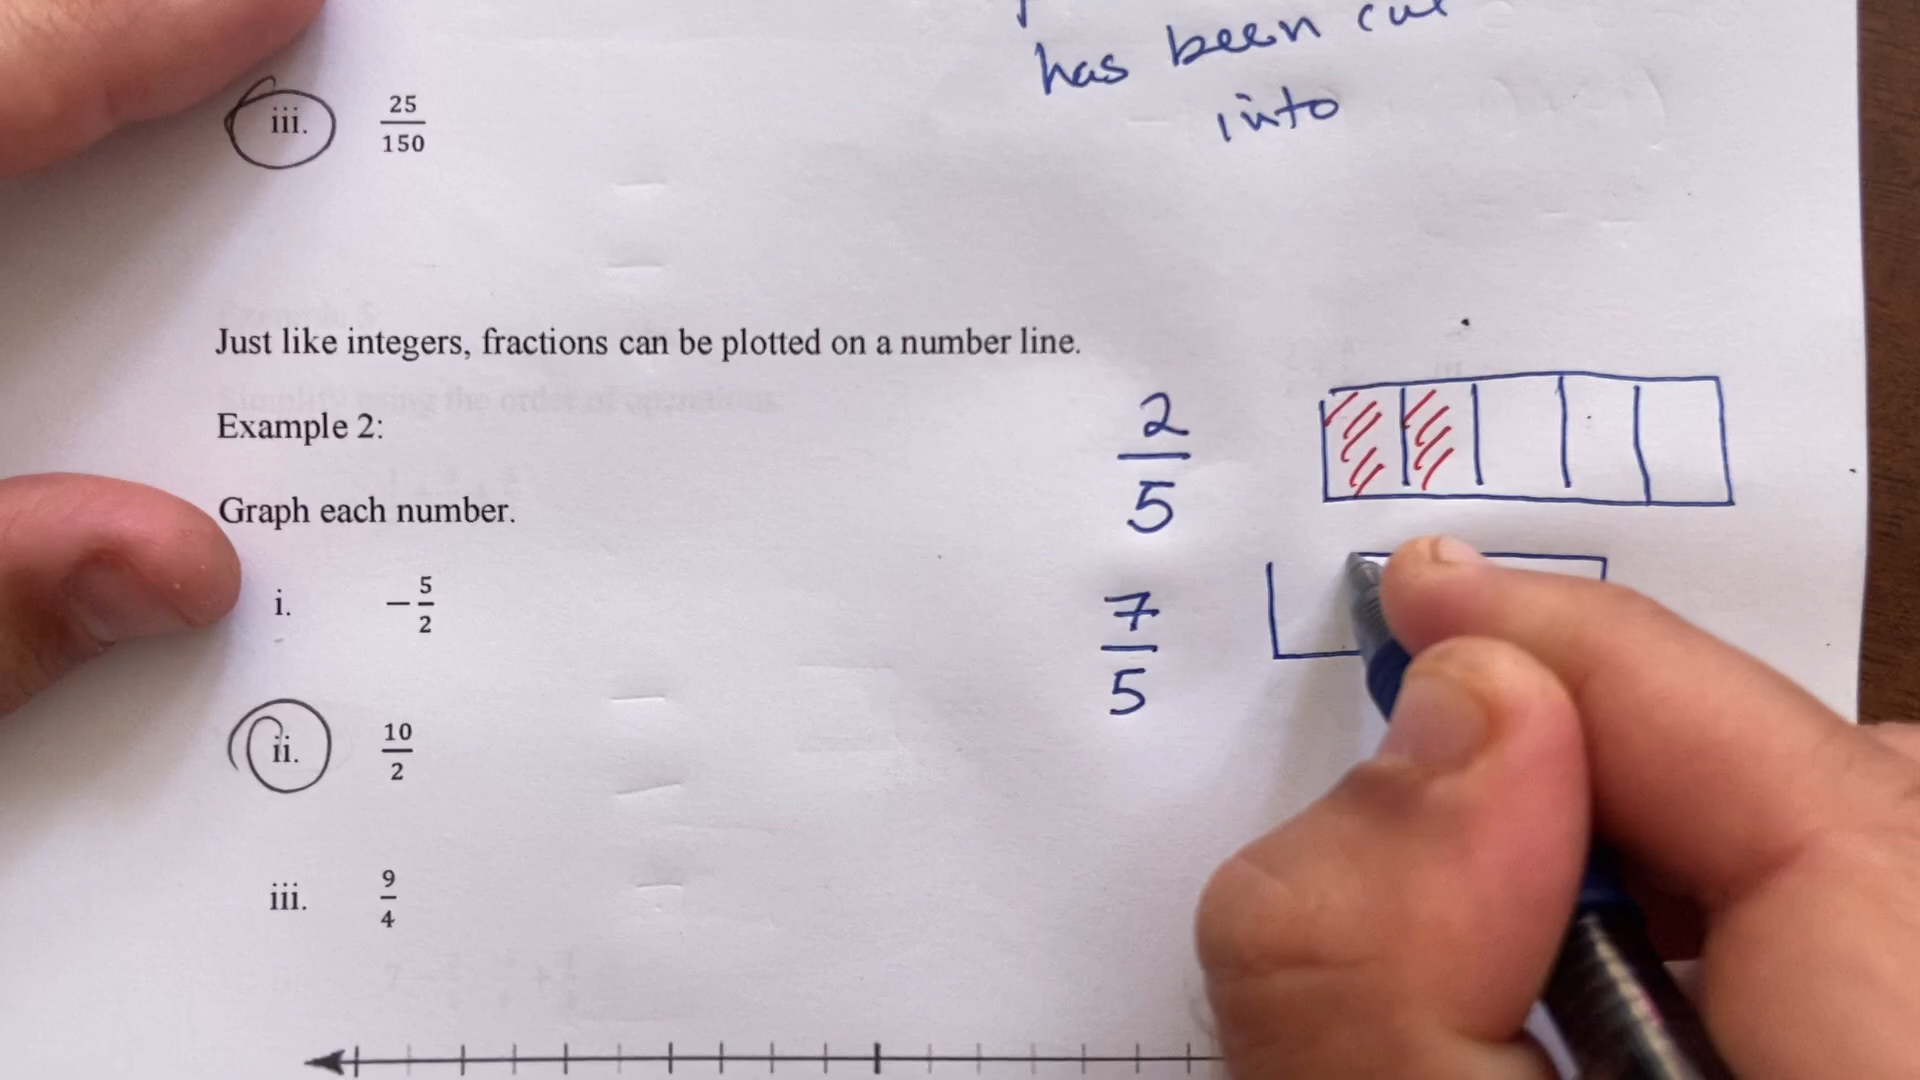 has been
into
iii. 25/150
Just like integers, fractions can be plotted on a number line.
Example 2:
Graph each number.
i. -5/2
ii. 10/2
iii. 9/4
2/5
7/5